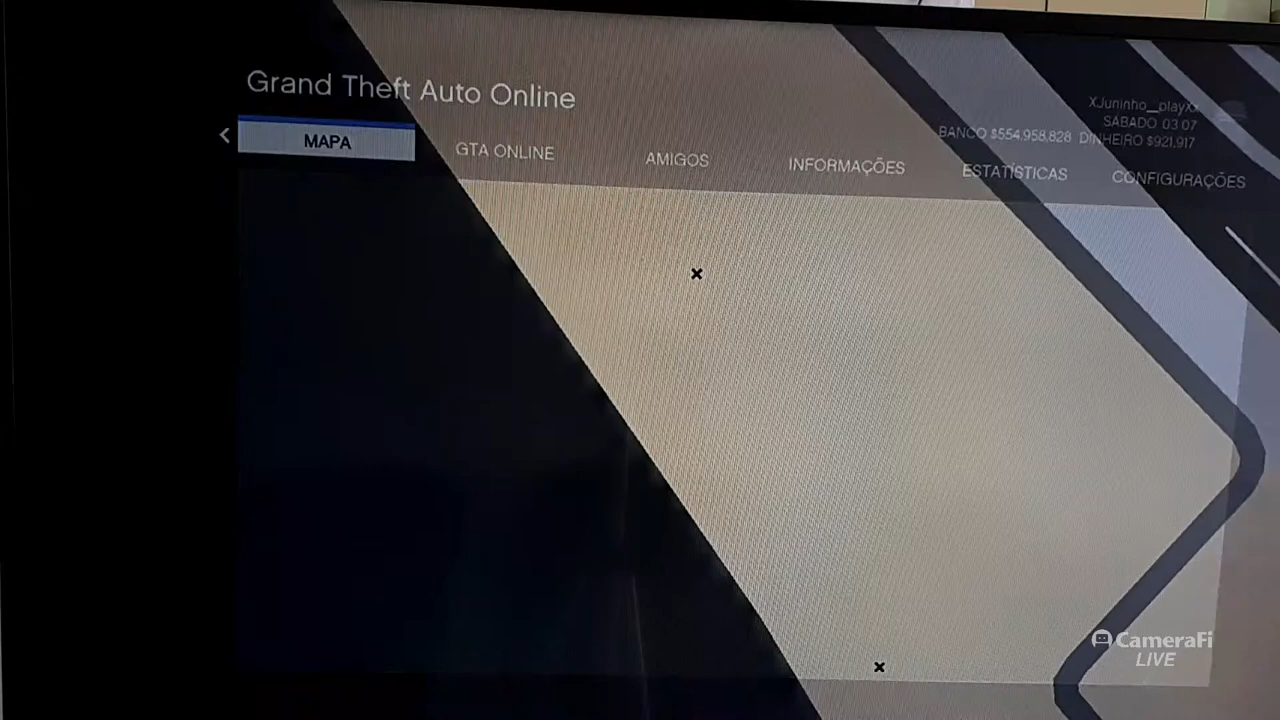 Grand Theft Auto Online
XJuninho_playxx
SÁBADO 03:07
BANCO $554,958,828 DINHEIRO $921,917
MAPA
GTA ONLINE
AMIGOS
INFORMAÇÕES
ESTATÍSTICAS
CONFIGURAÇÕES
CameraFi
LIVE